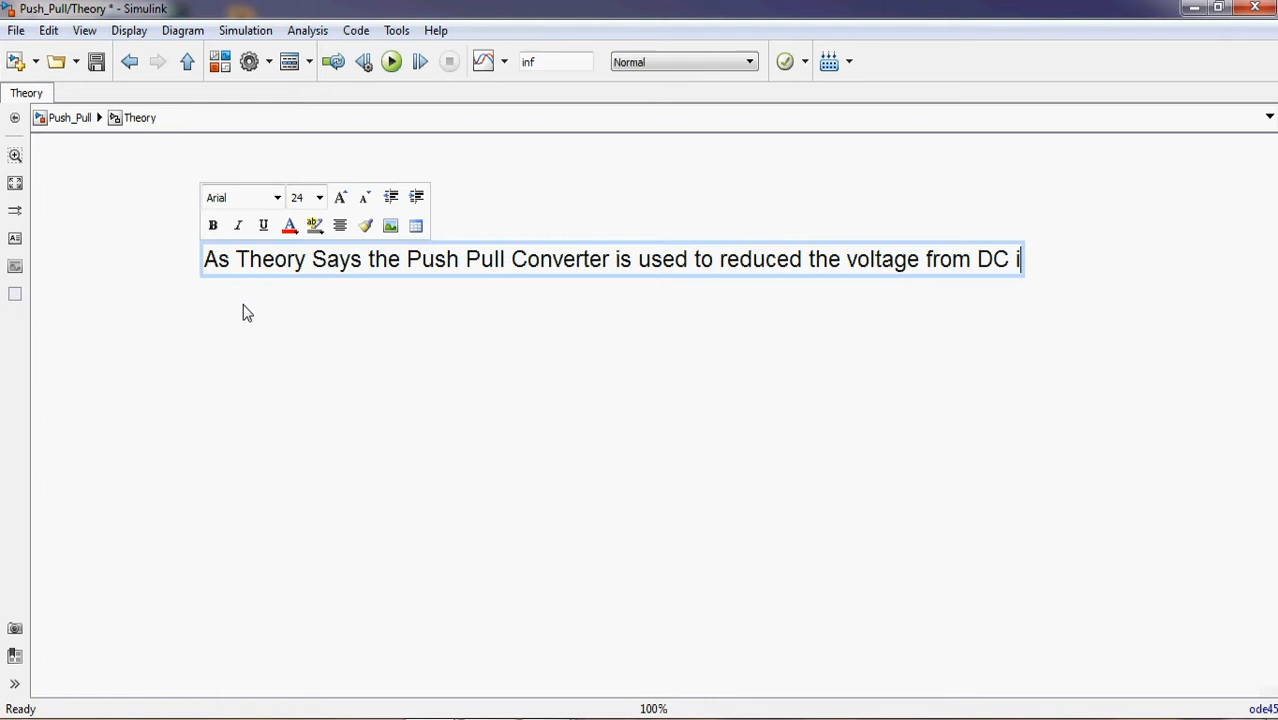 Push_Pull/Theory * - Simulink
File Edit View Display Diagram Simulation Analysis Code Tools Help
inf Normal
Theory
Push_Pull Theory
Arial 24
As Theory Says the Push Pull Converter is used to reduced the voltage from DC i
Ready 100% ode45